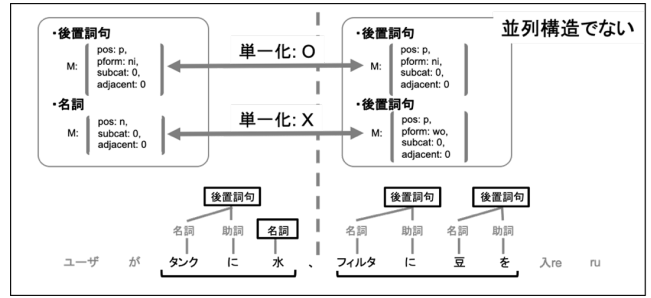 並列構造でない
・後置詞句
M:
pos: p,
pform: ni,
subcat: 0,
adjacent: 0
単一化: O
・後置詞句
M:
pos: p,
pform: ni,
subcat: 0,
adjacent: 0
・名詞
M:
pos: n,
subcat: 0,
adjacent: 0
単一化: X
・後置詞句
M:
pos: p,
pform: wo,
subcat: 0,
adjacent: 0
後置詞句 後置詞句 後置詞句
名詞 助詞 名詞 名詞 助詞 名詞 助詞
ユーザ が タンク に 水 、 フィルタ に 豆 を 入re ru